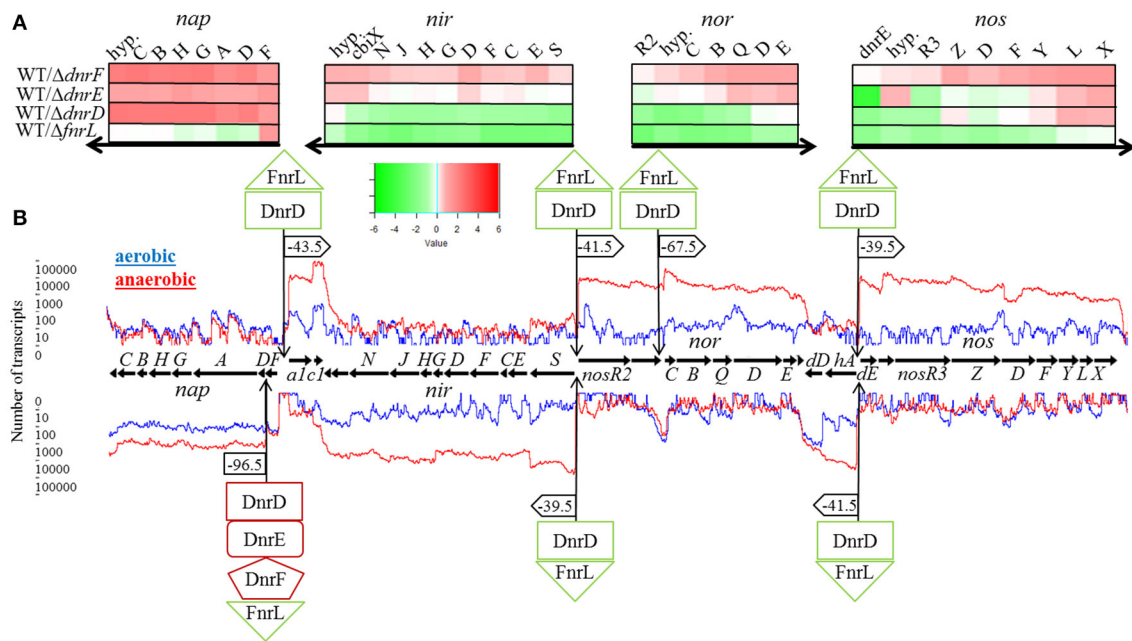 A
nap nir nor nos
hyp. C B H G A D F
hyp. cbiX N J H G D F C E S
R2 hyp. C B Q D E
dnrE hyp. R3 Z D F Y L X
WT/ΔdnrF
WT/ΔdnrE
WT/ΔdnrD
WT/ΔfnrL
FnrL FnrL FnrL FnrL
DnrD DnrD DnrD DnrD
-6 -4 -2 0 2 4 6
Value
B
-43.5 -41.5 -67.5 -39.5
aerobic
anaerobic
Number of transcripts
100000
10000
1000
100
10
0
C B H G A D F a1c1 N J H G D F C E S nosR2 C B Q D E dD hA dE nosR3 Z D F Y L X
nap nir nor nos
0
10
100
1000
10000
100000
-96.5 -39.5 -41.5
DnrD DnrD DnrD
DnrE
DnrF
FnrL FnrL FnrL